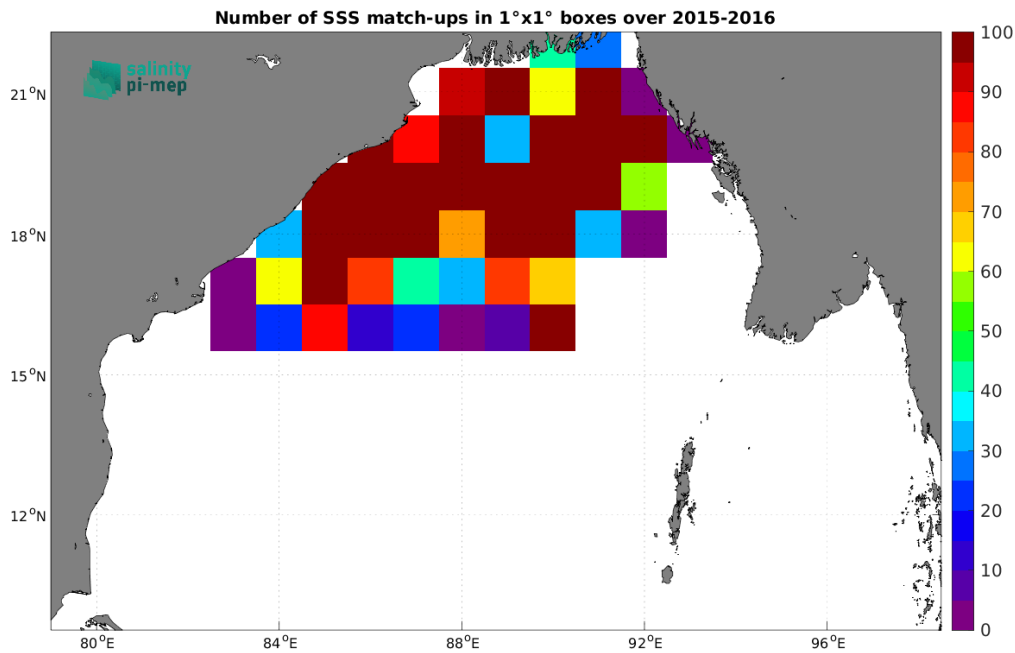 Number of SSS match-ups in 1°x1° boxes over 2015-2016
salinity
pi-mep
21°N
18°N
15°N
12°N
80°E 84°E 88°E 92°E 96°E
100
90
80
70
60
50
40
30
20
10
0